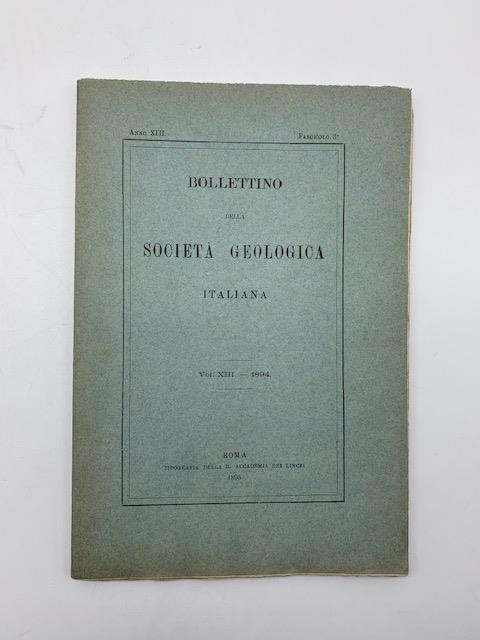 ANNO XIII. FASCICOLO. 3°
BOLLETTINO
DELLA
SOCIETÀ GEOLOGICA
ITALIANA
VOL. XIII. — 1894.
ROMA
TIPOGRAFIA DELLA R. ACCADEMIA DEI LINCEI
1895